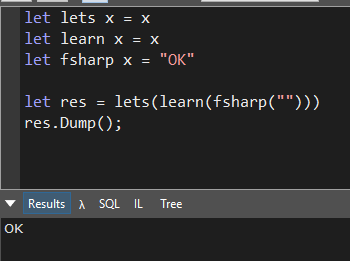 let lets x = x
let learn x = x
let fsharp x = "OK"
let res = lets(learn(fsharp("")))
res.Dump();
Results λ SQL IL Tree
OK